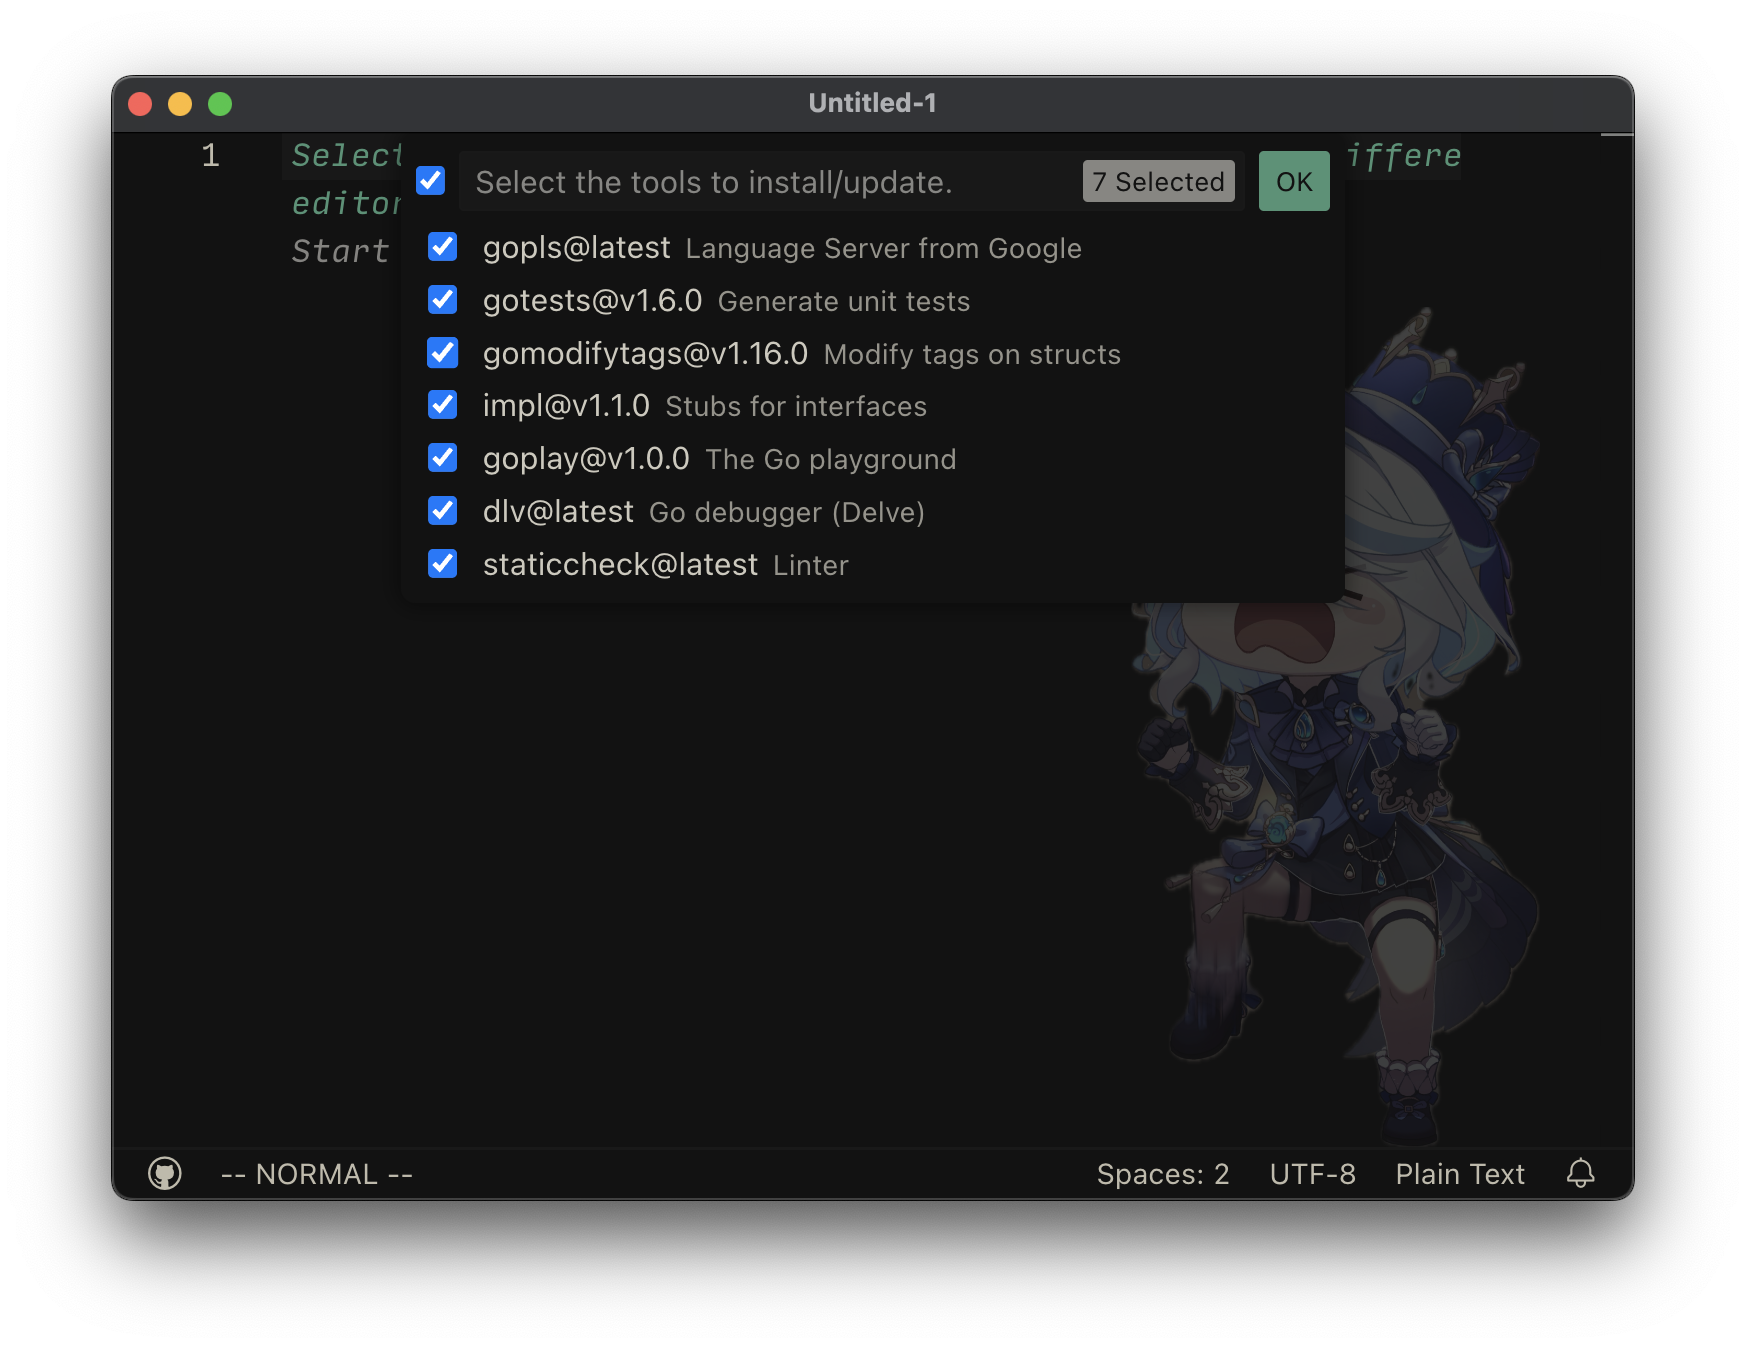 Untitled-1
1 Select
iffere
editor
Start
Select the tools to install/update.
7 Selected
OK
gopls@latest Language Server from Google
gotests@v1.6.0 Generate unit tests
gomodifytags@v1.16.0 Modify tags on structs
impl@v1.1.0 Stubs for interfaces
goplay@v1.0.0 The Go playground
dlv@latest Go debugger (Delve)
staticcheck@latest Linter
-- NORMAL --
Spaces: 2 UTF-8 Plain Text